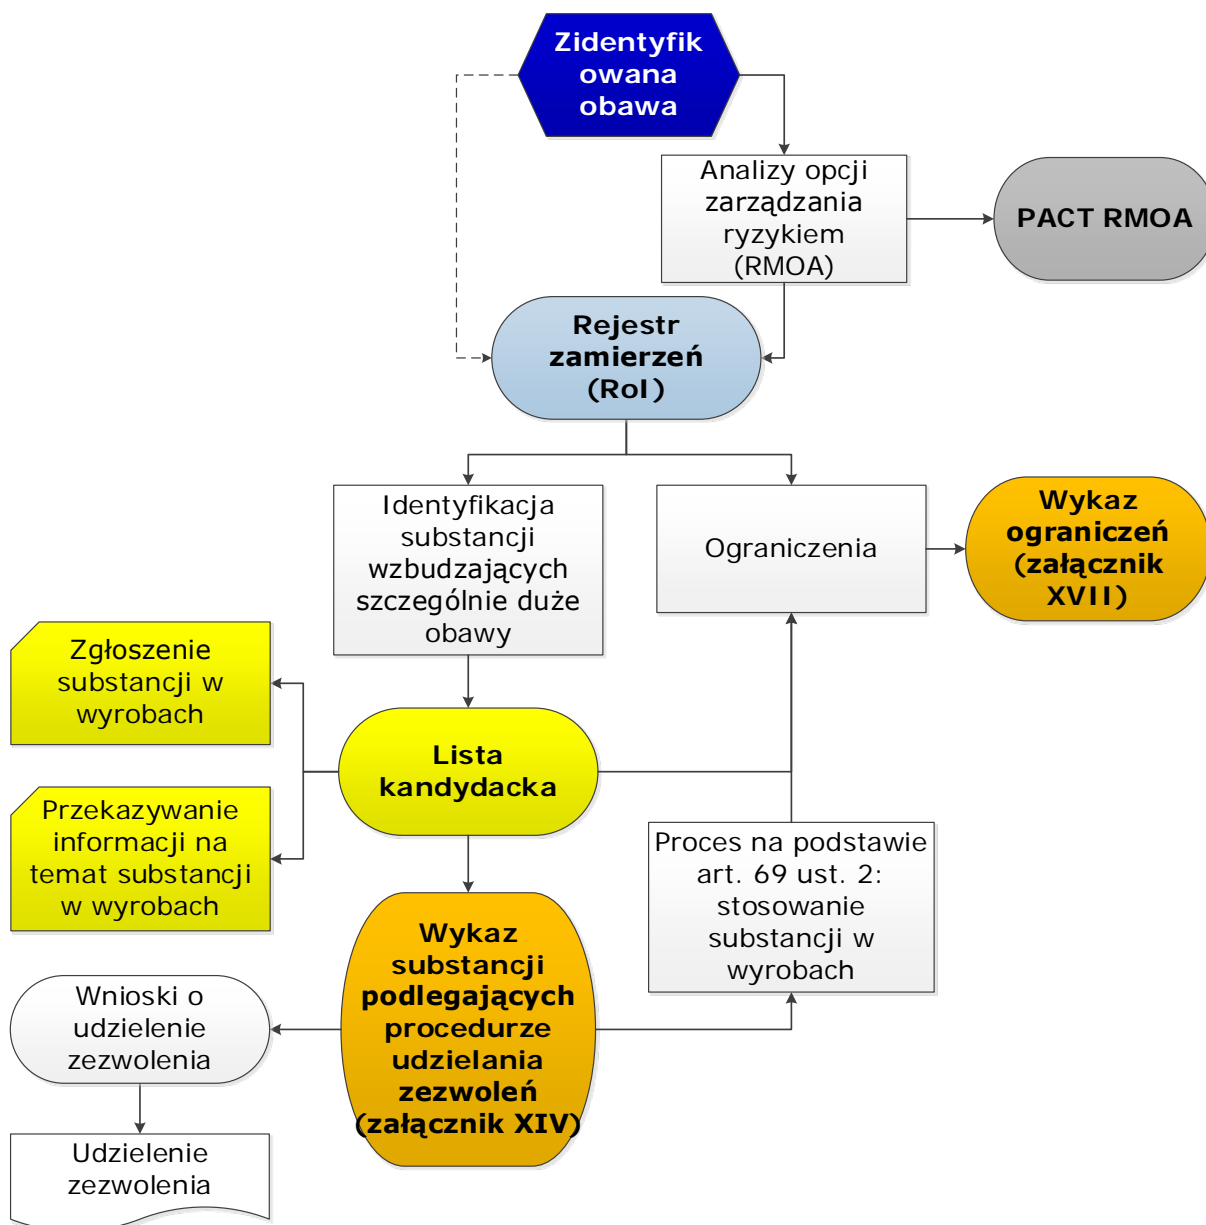 Zidentyfik
owana
obawa
Analizy opcji
zarządzania
ryzykiem
(RMOA)
PACT RMOA
Rejestr
zamierzeń
(RoI)
Identyfikacja
substancji
wzbudzających
szczególnie duże
obawy
Ograniczenia
Wykaz
ograniczeń
(załącznik
XVII)
Zgłoszenie
substancji w
wyrobach
Lista
kandydacka
Przekazywanie
informacji na
temat substancji
w wyrobach
Proces na podstawie
art. 69 ust. 2:
stosowanie
substancji w
wyrobach
Wykaz
substancji
podlegających
procedurze
udzielania
zezwoleń
(załącznik XIV)
Wnioski o
udzielenie
zezwolenia
Udzielenie
zezwolenia